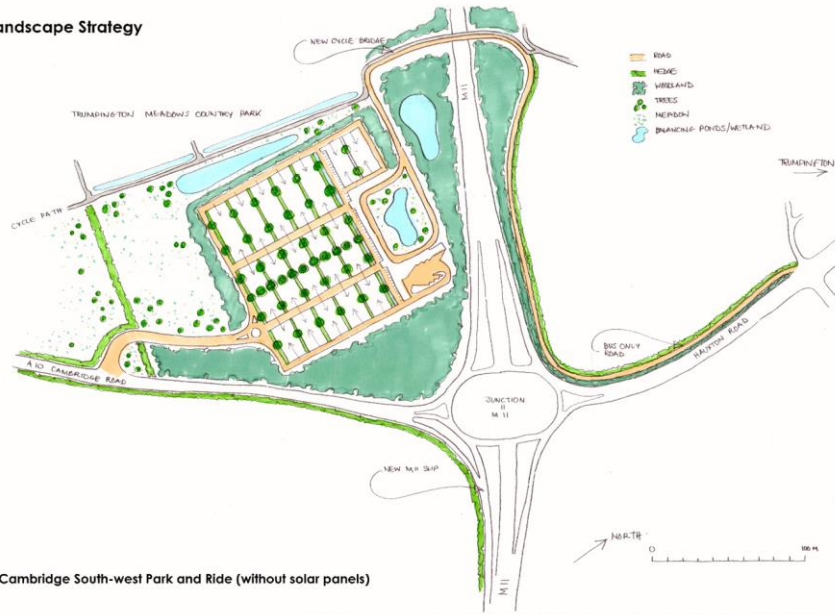 andscape Strategy
NEW CYCLE BRIDGE
M11
ROAD
HEDGE
WOODLAND
TREES
MEADOW
BALANCING PONDS/WETLAND
TRUMPINGTON MEADOWS COUNTRY PARK
TRUMPINGTON
CYCLE PATH
BUS ONLY
ROAD
HAUXTON ROAD
A10 CAMBRIDGE ROAD
JUNCTION
11
M11
NEW M11 SLIP
NORTH
0
100 m
Cambridge South-west Park and Ride (without solar panels)
M11